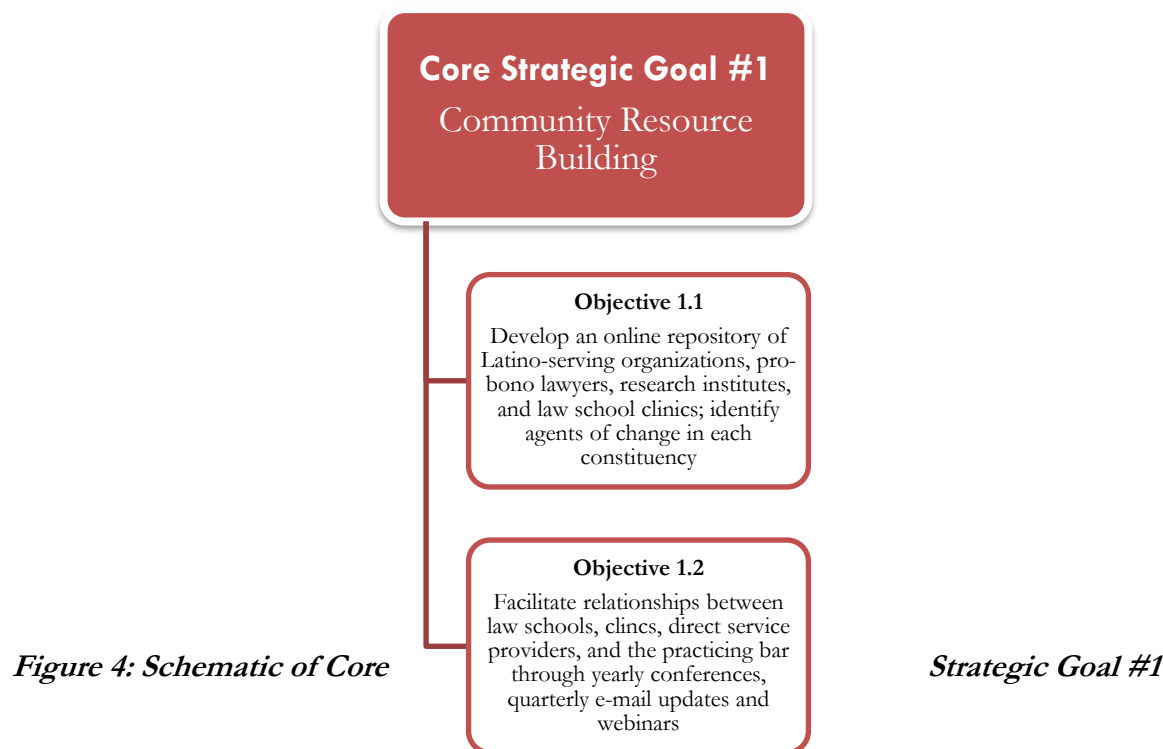 Core Strategic Goal #1
Community Resource
Building
Objective 1.1
Develop an online repository of
Latino-serving organizations, pro-
bono lawyers, research institutes,
and law school clinics; identify
agents of change in each
constituency
Objective 1.2
Facilitate relationships between
law schools, clincs, direct service
providers, and the practicing bar
through yearly conferences,
quarterly e-mail updates and
webinars
Figure 4: Schematic of Core Strategic Goal #1